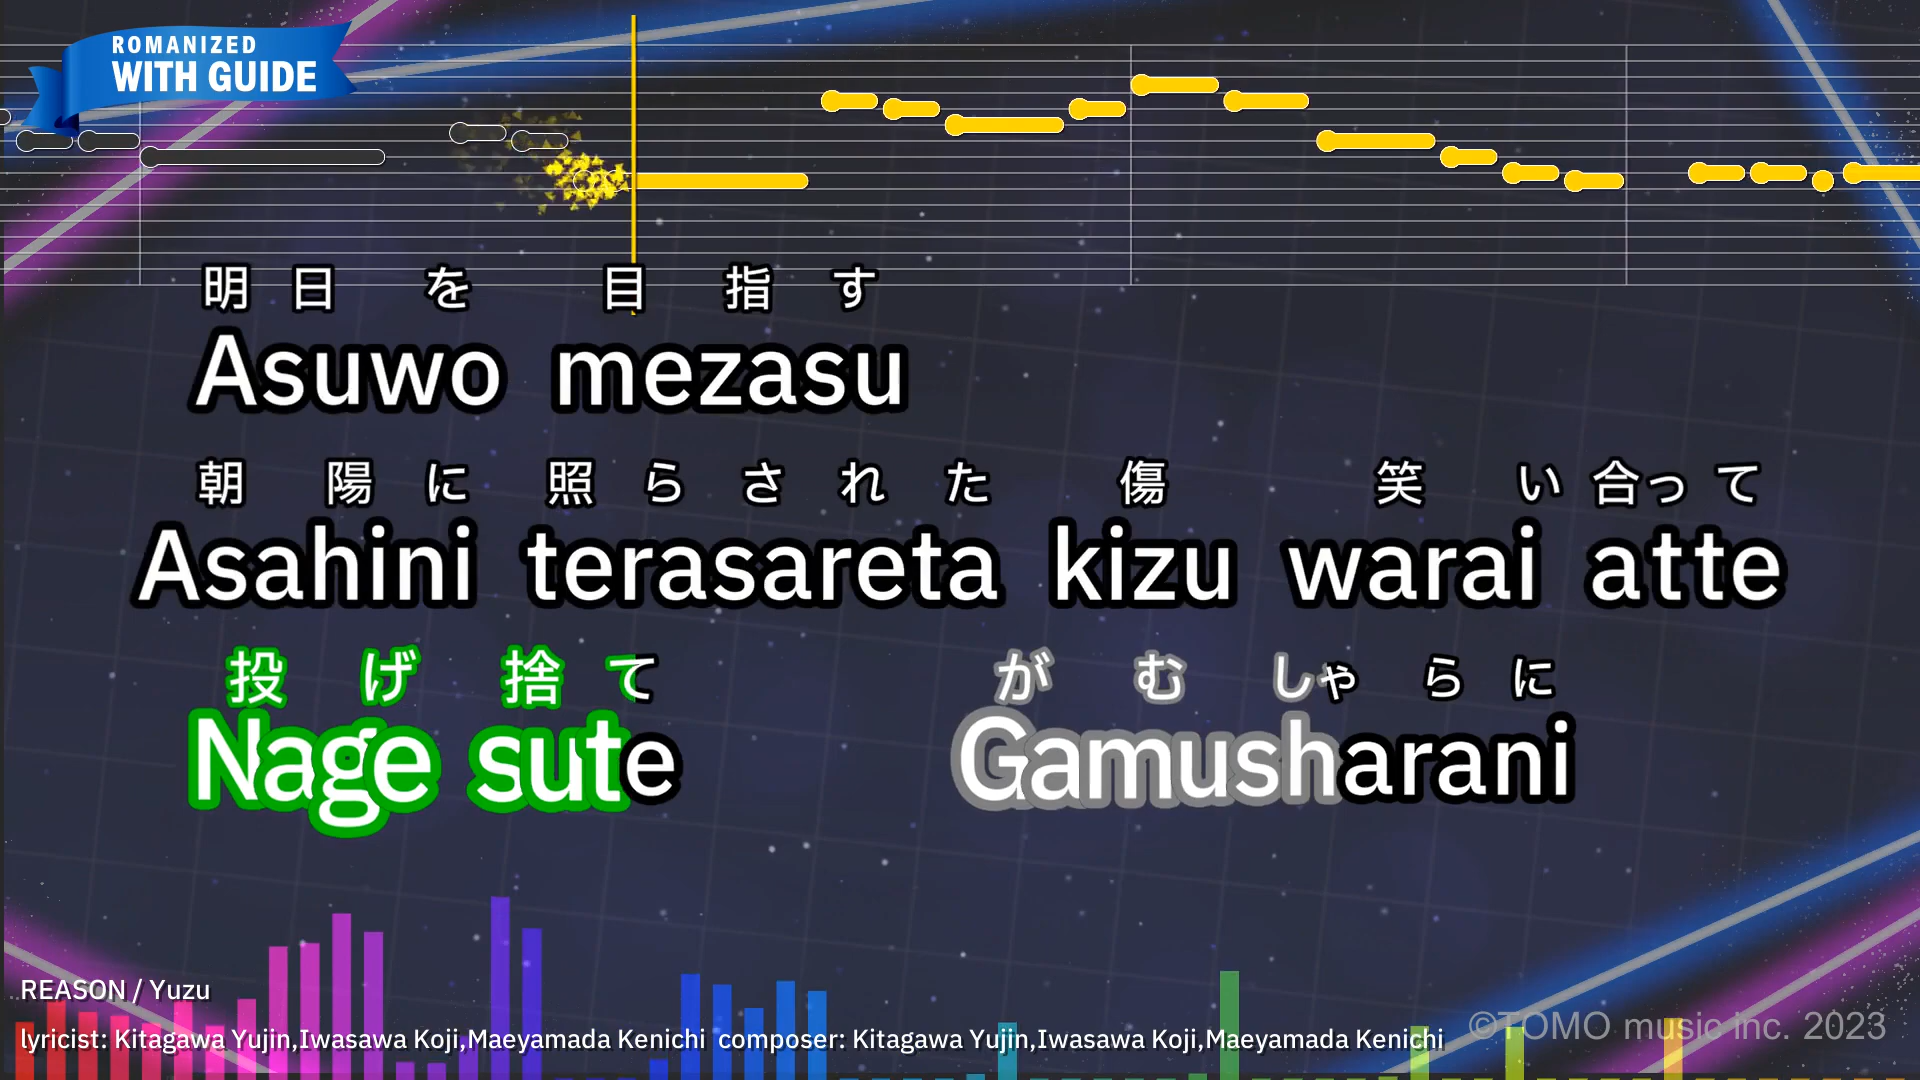 ROMANIZED
WITH GUIDE
明日を目指す
Asuwo mezasu
朝陽に照らされた傷 笑い合って
Asahini terasareta kizu warai atte
投げ捨て がむしゃらに
Nage sute Gamusharani
REASON / Yuzu
lyricist: Kitagawa Yujin,Iwasawa Koji,Maeyamada Kenichi composer: Kitagawa Yujin,Iwasawa Koji,Maeyamada Kenichi
©TOMO music inc. 2023